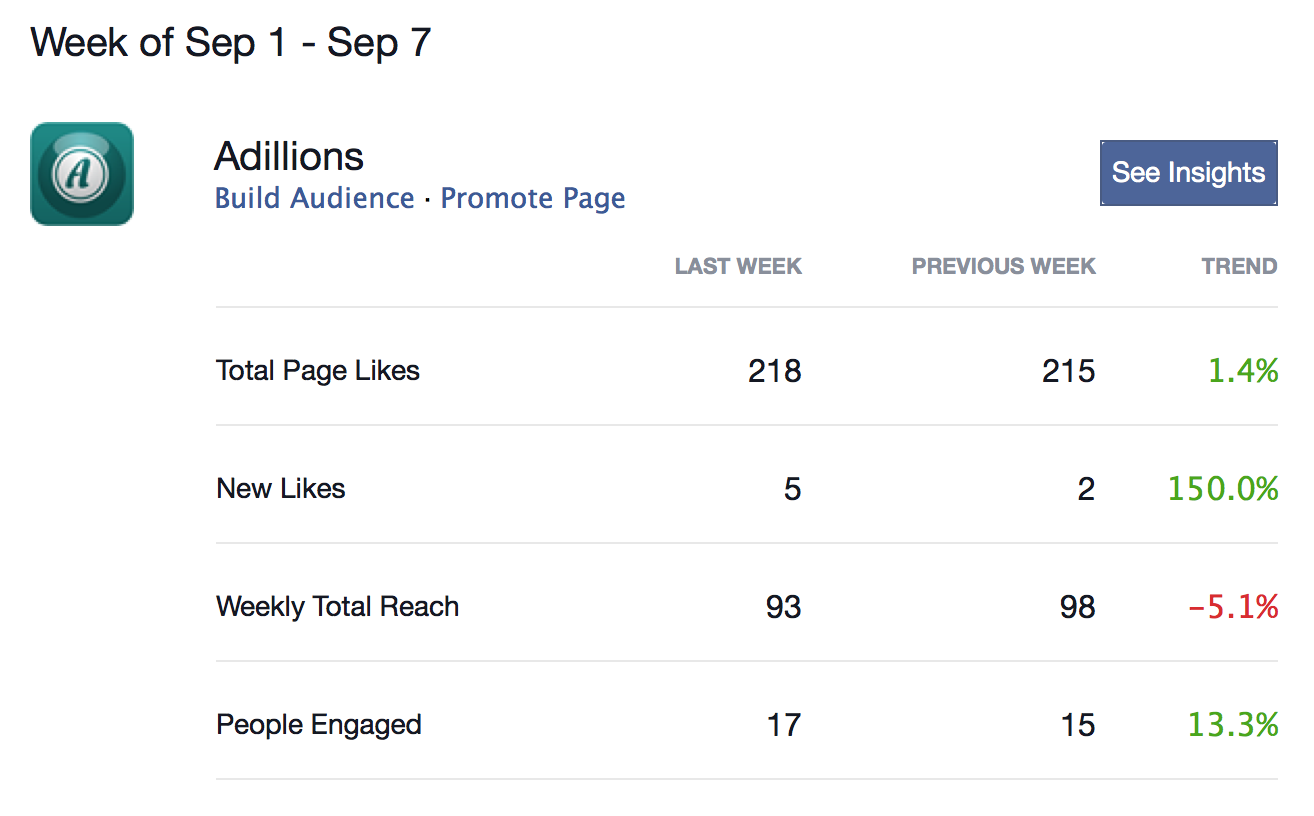 Week of Sep 1 - Sep 7
A
Adillions
Build Audience · Promote Page
See Insights
LAST WEEK PREVIOUS WEEK TREND
Total Page Likes 218 215 1.4%
New Likes 5 2 150.0%
Weekly Total Reach 93 98 −5.1%
People Engaged 17 15 13.3%